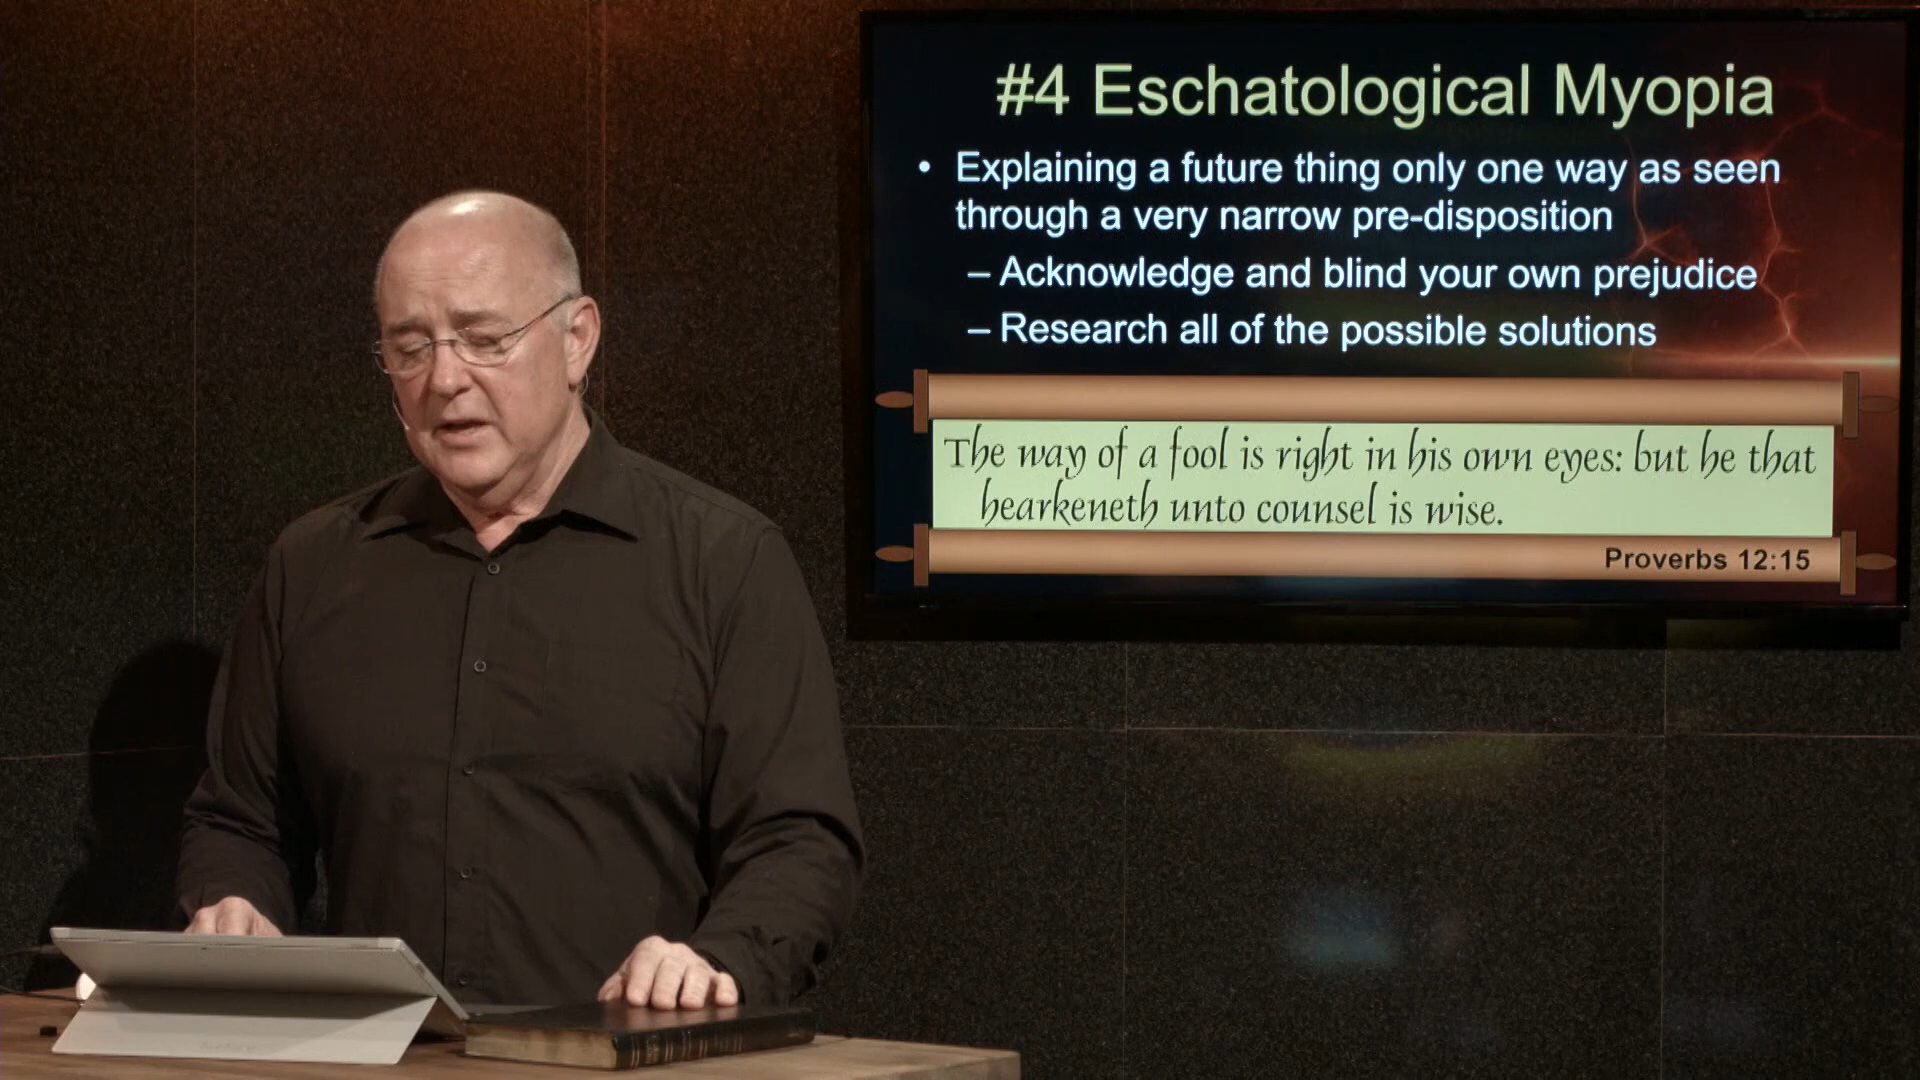 #4 Eschatological Myopia
• Explaining a future thing only one way as seen
through a very narrow pre-disposition
– Acknowledge and blind your own prejudice
– Research all of the possible solutions
The way of a fool is right in his own eyes: but he that
hearkeneth unto counsel is wise.
Proverbs 12:15